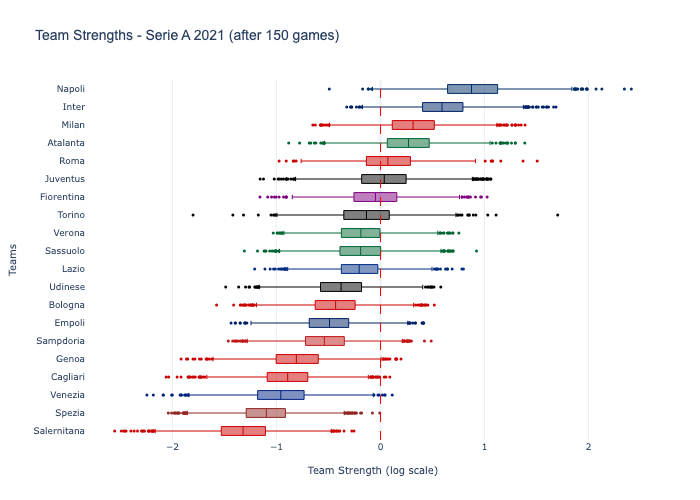 Team Strengths - Serie A 2021 (after 150 games)
Napoli
Inter
Milan
Atalanta
Roma
Juventus
Fiorentina
Torino
Verona
Sassuolo
Lazio
Udinese
Bologna
Empoli
Sampdoria
Genoa
Cagliari
Venezia
Spezia
Salernitana
Teams
−2
−1
0
1
2
Team Strength (log scale)